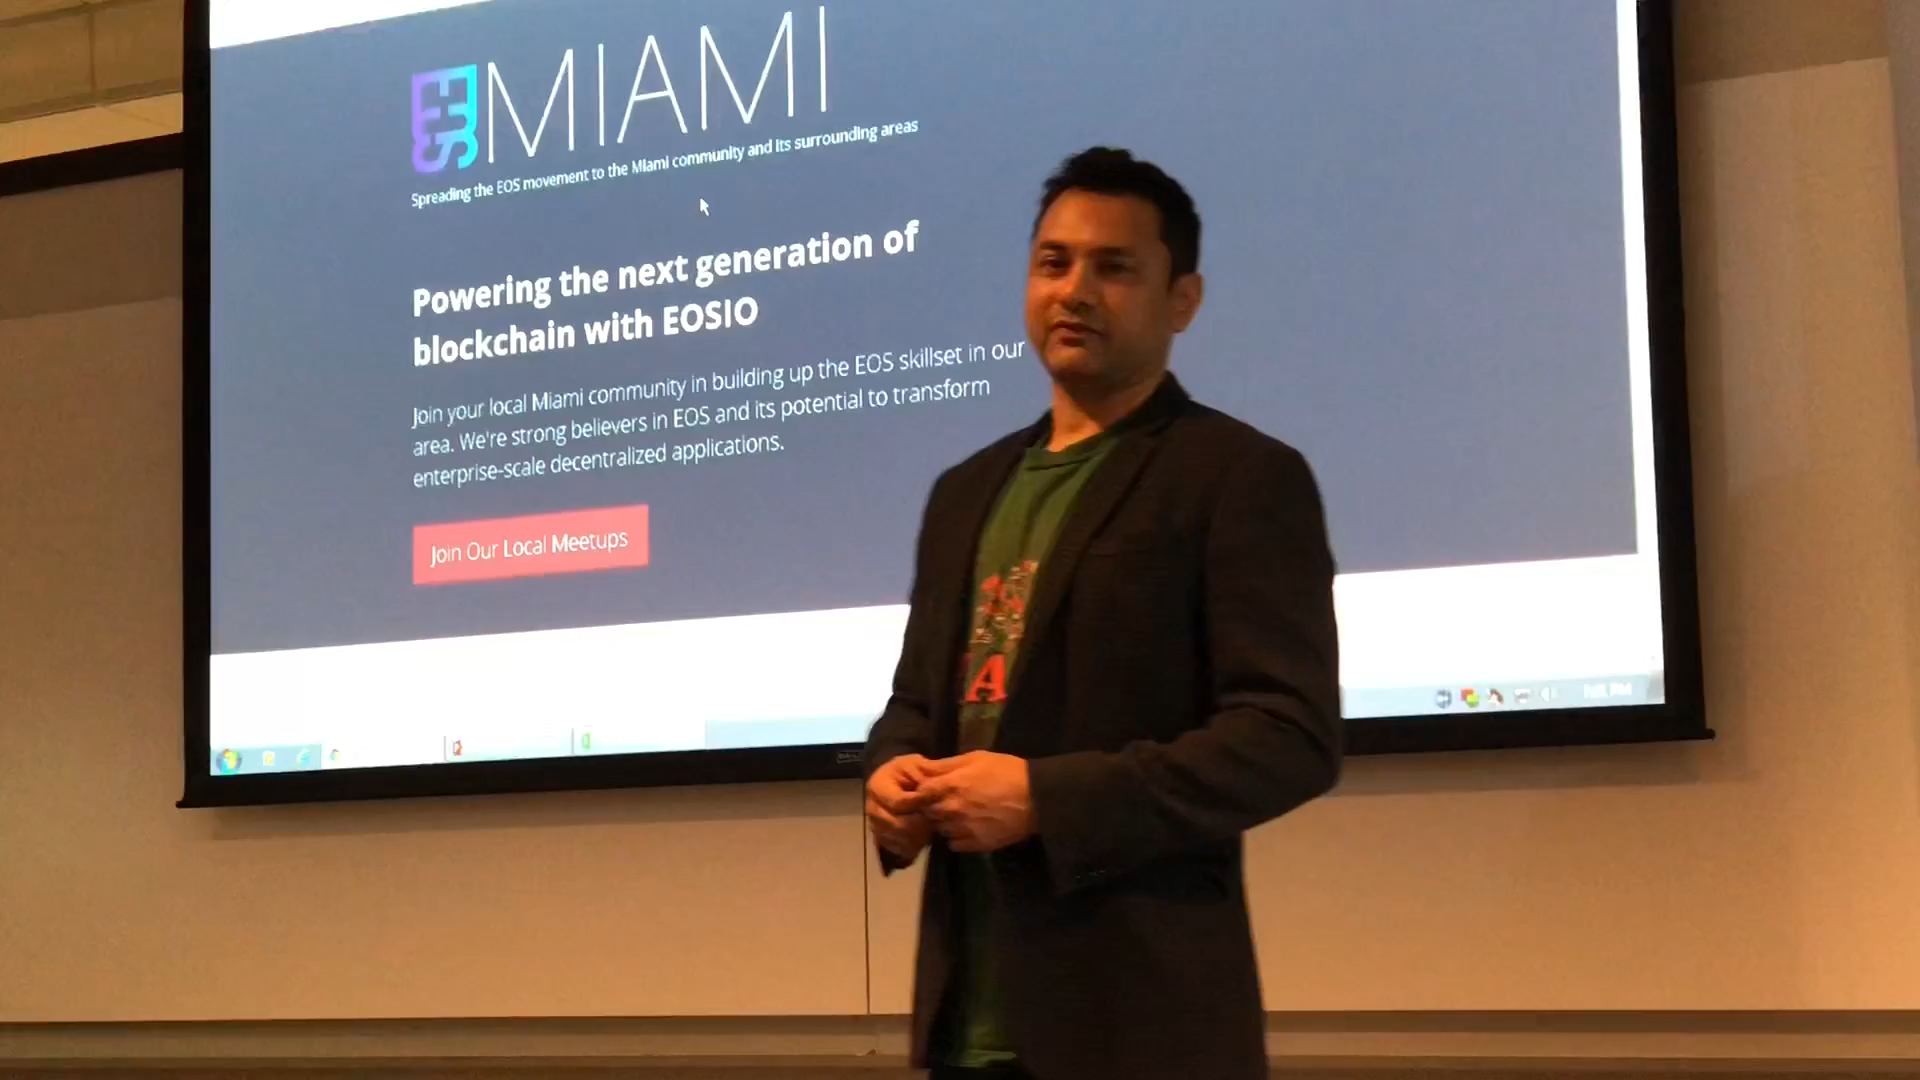 MIAMI
Spreading the EOS movement to the Miami community and its surrounding areas
Powering the next generation of
blockchain with EOSIO
Join your local Miami community in building up the EOS skillset in our
area. We're strong believers in EOS and its potential to transform
enterprise-scale decentralized applications.
Join Our Local Meetups